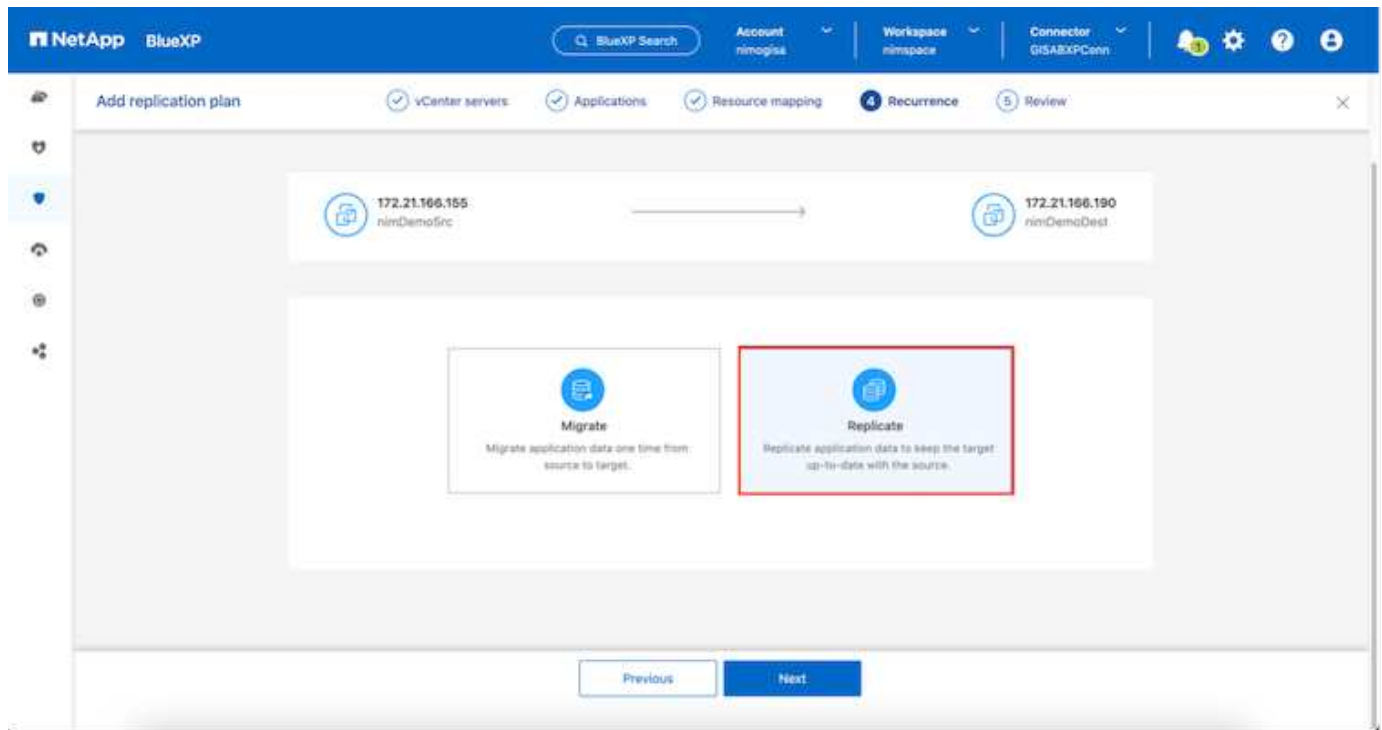 NetApp BlueXP
BlueXP Search
Account
nimogisa
Workspace
nimspace
Connector
GISABXPConn
1
Add replication plan
vCenter servers
Applications
Resource mapping
4 Recurrence
5 Review
172.21.166.155
nimDemoSrc
172.21.166.190
nimDemoDest
Migrate
Migrate application data one time from
source to target.
Replicate
Replicate application data to keep the target
up-to-date with the source.
Previous
Next